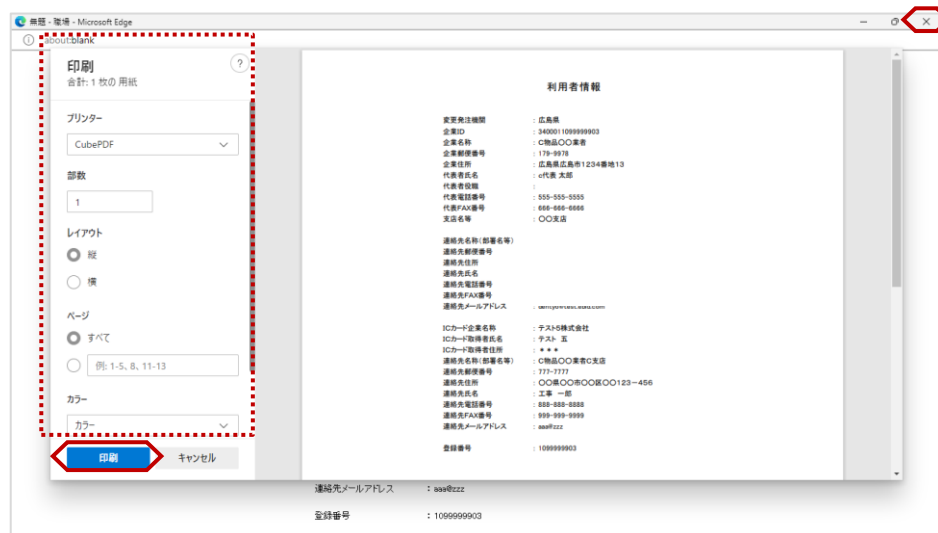 無題 - 職場 - Microsoft Edge
about:blank
印刷
?
合計: 1 枚の 用紙
プリンター
CubePDF
部数
1
レイアウト
縦
横
ページ
すべて
例: 1-5、8、11-13
カラー
カラー
印刷 キャンセル
利用者情報
変更発注機関 : 広島県
企業ID : 3400011099999903
企業名称 : C物品〇〇業者
企業郵便番号 : 179-9978
企業住所 : 広島県広島市1234番地13
代表者氏名 : c代表 太郎
代表者役職 :
代表電話番号 : 555-555-5555
代表FAX番号 : 666-666-6666
支店名等 : 〇〇支店
連絡先名称(部署名等)
連絡先郵便番号
連絡先住所
連絡先氏名
連絡先電話番号
連絡先FAX番号
連絡先メールアドレス :
ICカード企業名称 : テスト5株式会社
ICカード取得者氏名 : テスト 五
ICカード取得者住所 : * * *
連絡先名称(部署名等) : C物品〇〇業者C支店
連絡先郵便番号 : 777-7777
連絡先住所 : 〇〇県〇〇市〇〇区〇〇123-456
連絡先氏名 : 工事 一郎
連絡先電話番号 : 888-888-8888
連絡先FAX番号 : 999-999-9999
連絡先メールアドレス : aaa@zzz
登録番号 : 1099999903
連絡先メールアドレス : aaa@zzz
登録番号 : 1099999903